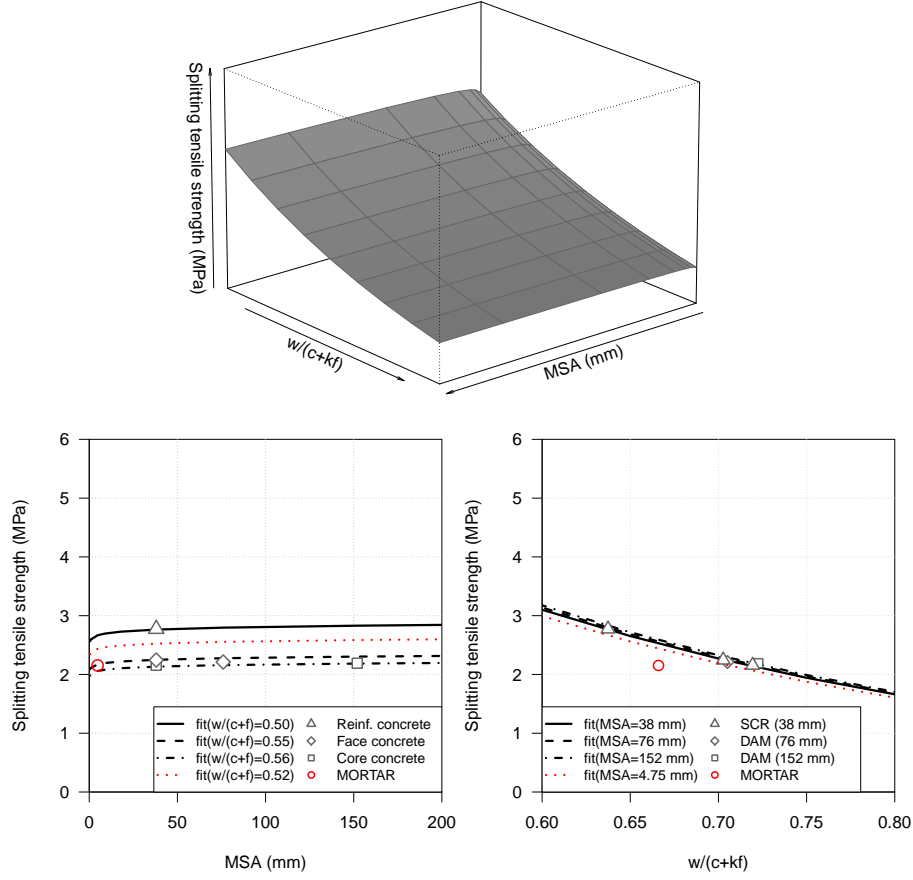 Splitting tensile strength (MPa)
w/(c+kf)
MSA (mm)
Splitting tensile strength (MPa)
6
5
4
3
2
1
0
fit(w/(c+f)=0.50)
fit(w/(c+f)=0.55)
fit(w/(c+f)=0.56)
fit(w/(c+f)=0.52)
Reinf. concrete
Face concrete
Core concrete
MORTAR
0 50 100 150 200
MSA (mm)
Splitting tensile strength (MPa)
6
5
4
3
2
1
0
fit(MSA=38 mm)
fit(MSA=76 mm)
fit(MSA=152 mm)
fit(MSA=4.75 mm)
SCR (38 mm)
DAM (76 mm)
DAM (152 mm)
MORTAR
0.60 0.65 0.70 0.75 0.80
w/(c+kf)